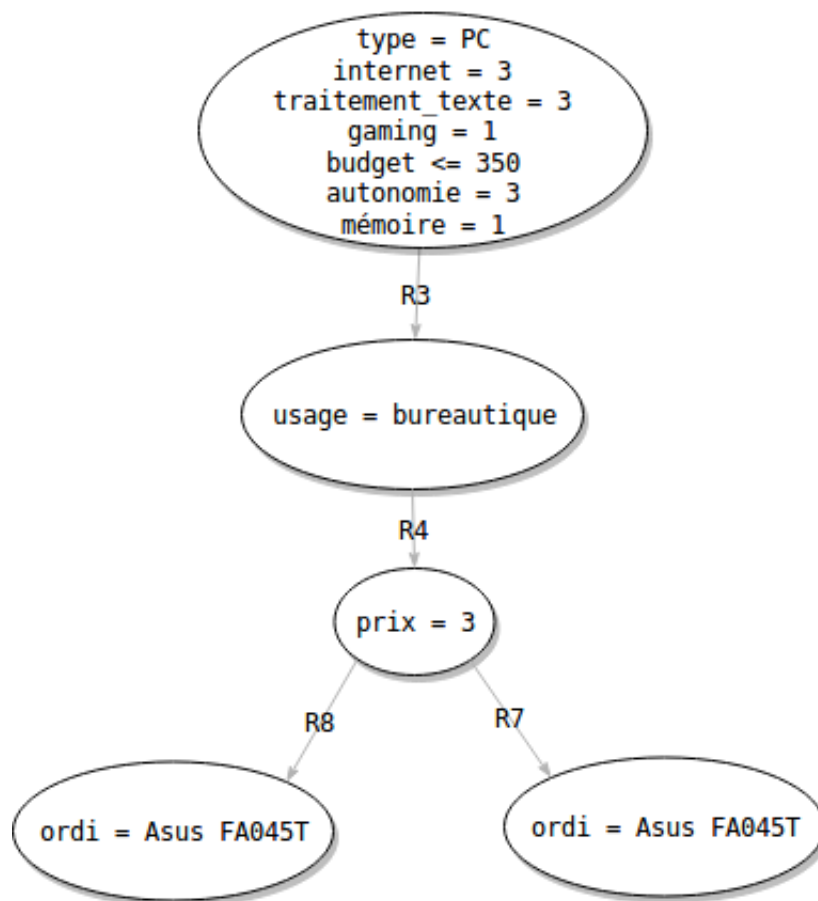 type = PC
internet = 3
traitement_texte = 3
gaming = 1
budget <= 350
autonomie = 3
mémoire = 1
R3
usage = bureautique
R4
prix = 3
R8
R7
ordi = Asus FA045T
ordi = Asus FA045T